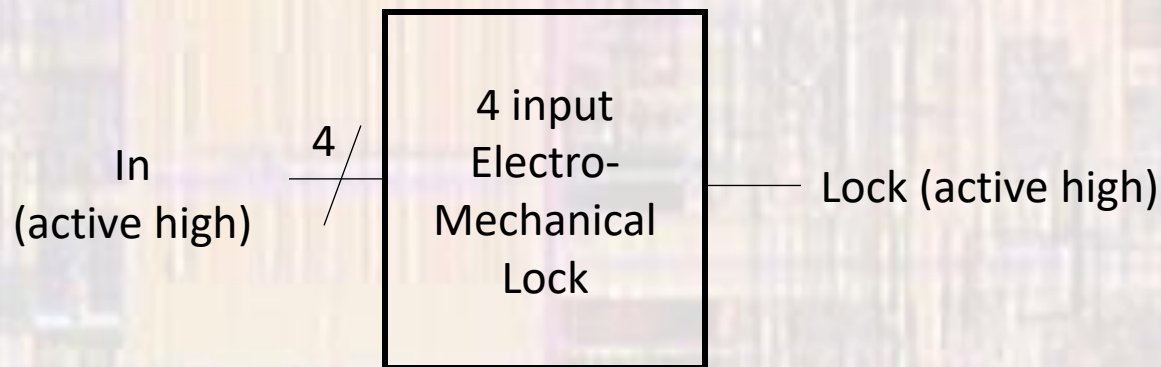 In
(active high)
4
4 input
Electro-
Mechanical
Lock
Lock (active high)